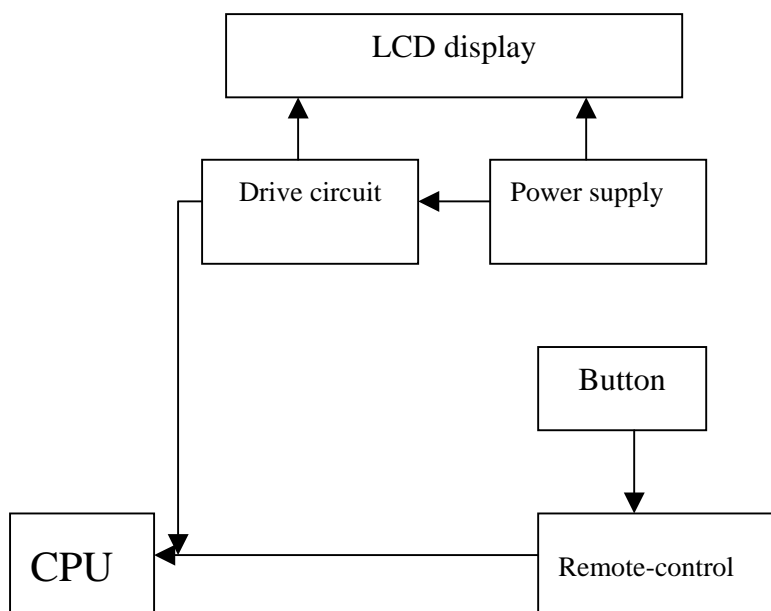 LCD display
Drive circuit
Power supply
Button
CPU
Remote-control